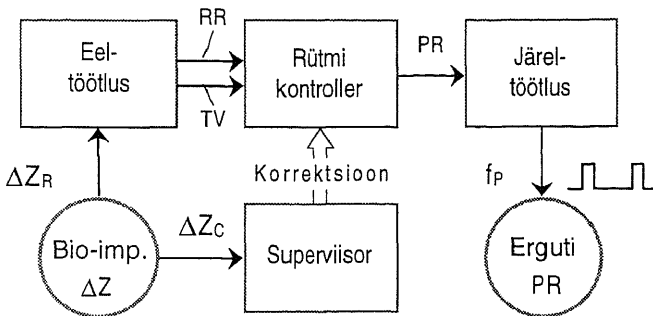 RR
Eel-
töötlus
TV
Rütmi
kontroller
PR
Järel-
töötlus
ΔZR
Korrektsioon
fP
Bio-imp.
ΔZ
ΔZC
Superviisor
Erguti
PR